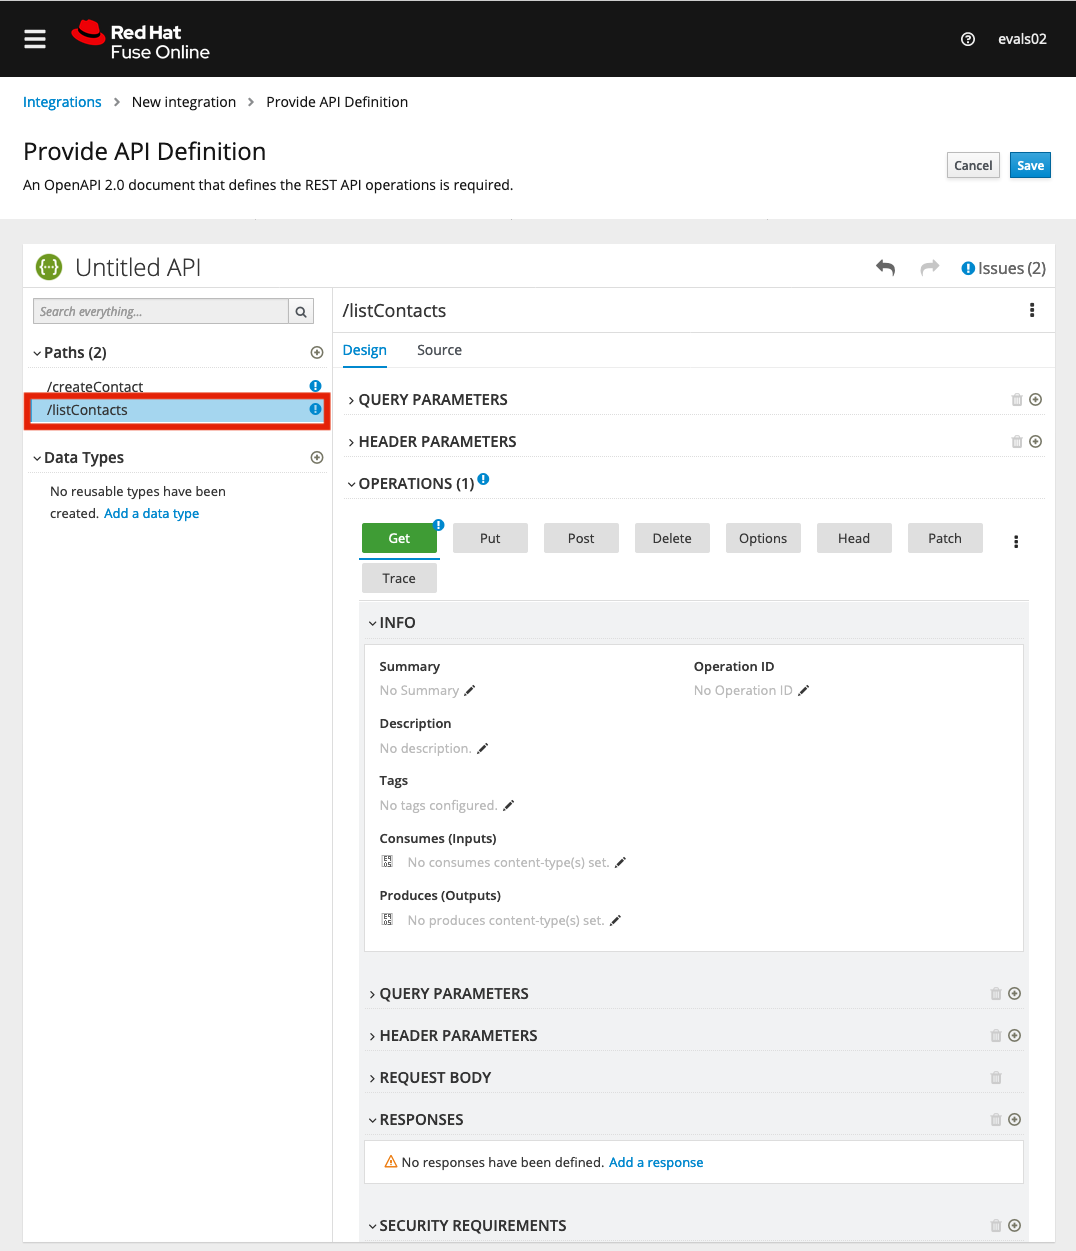 Red Hat
Fuse Online
evals02
Integrations > New integration > Provide API Definition
Provide API Definition
An OpenAPI 2.0 document that defines the REST API operations is required.
Cancel
Save
Untitled API
Issues (2)
Search everything...
/listContacts
Design
Source
Paths (2)
/createContact
/listContacts
Data Types
No reusable types have been
created. Add a data type
QUERY PARAMETERS
HEADER PARAMETERS
OPERATIONS (1)
Get
Put
Post
Delete
Options
Head
Patch
Trace
INFO
Summary
No Summary
Operation ID
No Operation ID
Description
No description.
Tags
No tags configured.
Consumes (Inputs)
No consumes content-type(s) set.
Produces (Outputs)
No produces content-type(s) set.
QUERY PARAMETERS
HEADER PARAMETERS
REQUEST BODY
RESPONSES
No responses have been defined. Add a response
SECURITY REQUIREMENTS